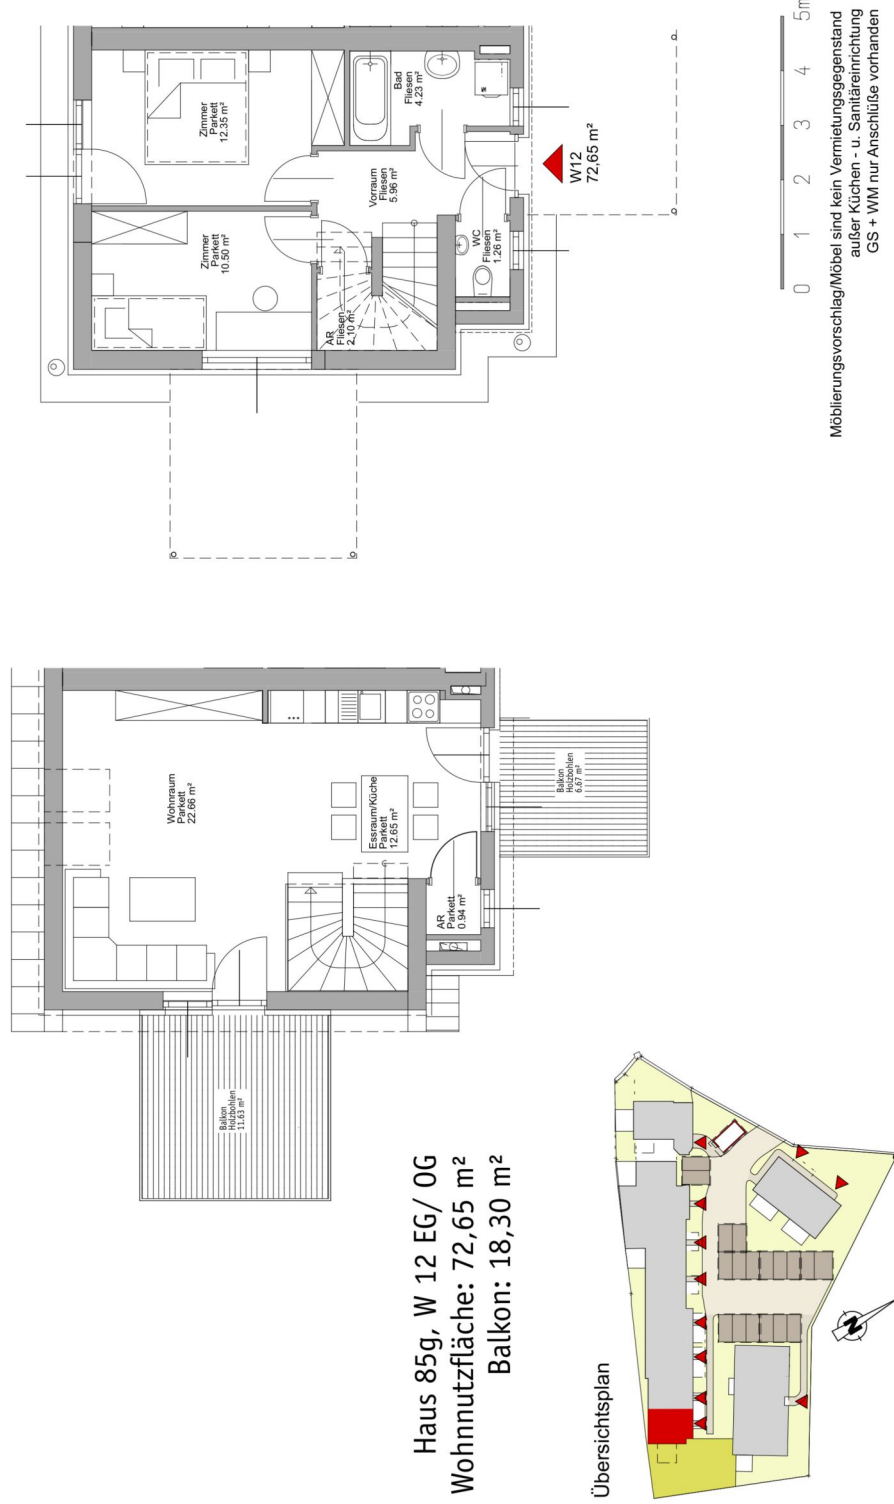 Haus 85g, W 12 EG/ OG
Wohnnutzfläche: 72,65 m²
Balkon: 18,30 m²
Übersichtsplan
N
Balkon
Holzbohlen
11.63 m²
Wohnraum
Parkett
22.66 m²
Essraum/Küche
Parkett
12.65 m²
AR
Parkett
0.94 m²
Balkon
Holzbohlen
6.67 m²
Zimmer
Parkett
12.35 m²
Zimmer
Parkett
10.50 m²
Bad
Fliesen
4.23 m²
Vorraum
Fliesen
5.96 m²
AR
Fliesen
2.10 m²
WC
Fliesen
1.26 m²
W12
72,65 m²
0 1 2 3 4 5m
Möblierungsvorschlag/Möbel sind kein Vermietungsgegenstand
außer Küchen - u. Sanitäreinrichtung
GS + WM nur Anschlüße vorhanden